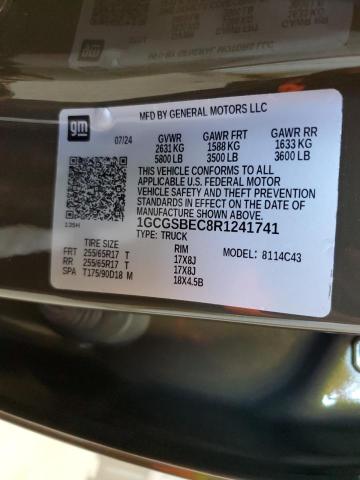 MFD BY GENERAL MOTORS LLC
gm
07/24
GVWR GAWR FRT GAWR RR
2631 KG 1588 KG 1633 KG
5800 LB 3500 LB 3600 LB
THIS VEHICLE CONFORMS TO ALL
APPLICABLE U.S. FEDERAL MOTOR
VEHICLE SAFETY AND THEFT PREVENTION
STANDARDS IN EFFECT ON THE DATE OF
MANUFACTURE SHOWN ABOVE.
1GCGSBEC8R1241741
TYPE: TRUCK
TIRE SIZE RIM MODEL: 8114C43
FRT 255/65R17 T 17X8J
RR 255/65R17 T 17X8J
SPA T175/90D18 M 18X4.5B